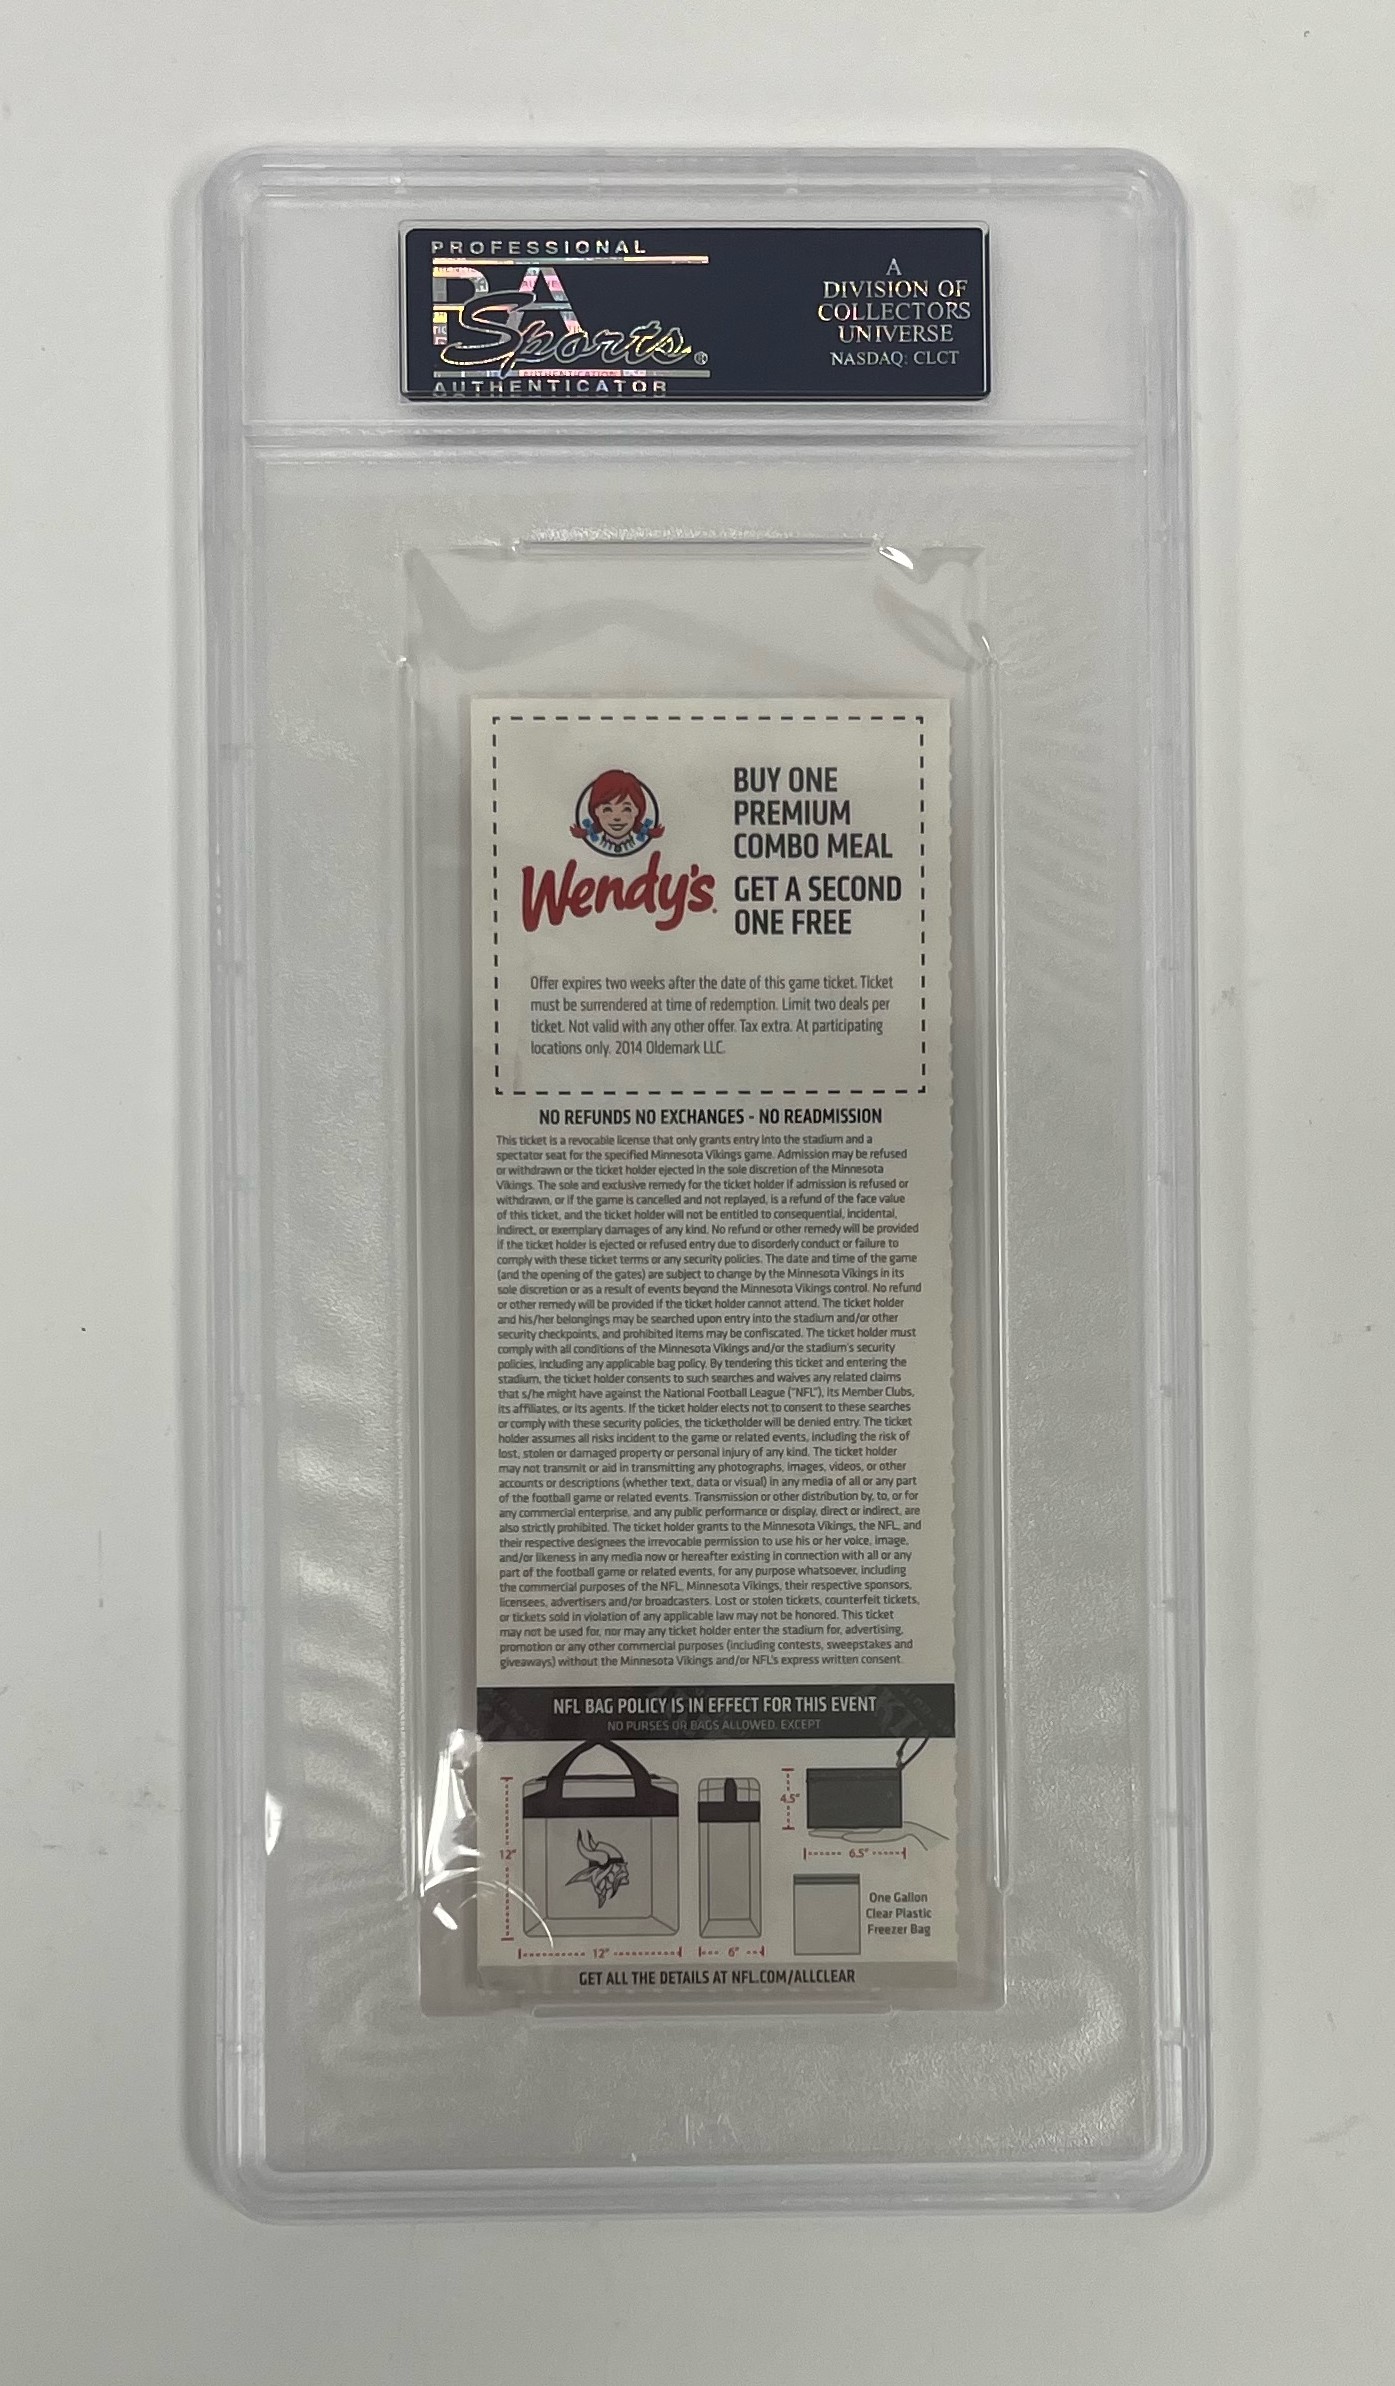 PROFESSIONAL
PSA
Sports®
AUTHENTICATOR
A
DIVISION OF
COLLECTORS
UNIVERSE
NASDAQ: CLCT
Wendy's
BUY ONE
PREMIUM
COMBO MEAL
GET A SECOND
ONE FREE
Offer expires two weeks after the date of this game ticket. Ticket
must be surrendered at time of redemption. Limit two deals per
ticket. Not valid with any other offer. Tax extra. At participating
locations only. 2014 Oldemark LLC.
NO REFUNDS NO EXCHANGES - NO READMISSION
This ticket is a revocable license that only grants entry into the stadium and a
spectator seat for the specified Minnesota Vikings game. Admission may be refused
or withdrawn or the ticket holder ejected in the sole discretion of the Minnesota
Vikings. The sole and exclusive remedy for the ticket holder if admission is refused or
withdrawn, or if the game is cancelled and not replayed, is a refund of the face value
of this ticket, and the ticket holder will not be entitled to consequential, incidental,
indirect, or exemplary damages of any kind. No refund or other remedy will be provided
if the ticket holder is ejected or refused entry due to disorderly conduct or failure to
comply with these ticket terms or any security policies. The date and time of the game
(and the opening of the gates) are subject to change by the Minnesota Vikings in its
sole discretion or as a result of events beyond the Minnesota Vikings control. No refund
or other remedy will be provided if the ticket holder cannot attend. The ticket holder
and his/her belongings may be searched upon entry into the stadium and/or other
security checkpoints, and prohibited items may be confiscated. The ticket holder must
comply with all conditions of the Minnesota Vikings and/or the stadium's security
policies, including any applicable bag policy. By tendering this ticket and entering the
stadium, the ticket holder consents to such searches and waives any related claims
that s/he might have against the National Football League ("NFL"), its Member Clubs,
its affiliates, or its agents. If the ticket holder elects not to consent to these searches
or comply with these security policies, the ticketholder will be denied entry. The ticket
holder assumes all risks incident to the game or related events, including the risk of
lost, stolen or damaged property or personal injury of any kind. The ticket holder
may not transmit or aid in transmitting any photographs, images, videos, or other
accounts or descriptions (whether text, data or visual) in any media of all or any part
of the football game or related events. Transmission or other distribution by, to, or for
any commercial enterprise, and any public performance or display, direct or indirect, are
also strictly prohibited. The ticket holder grants to the Minnesota Vikings, the NFL, and
their respective designees the irrevocable permission to use his or her voice, image,
and/or likeness in any media now or hereafter existing in connection with all or any
part of the football game or related events, for any purpose whatsoever, including
the commercial purposes of the NFL, Minnesota Vikings, their respective sponsors,
licensees, advertisers and/or broadcasters. Lost or stolen tickets, counterfeit tickets,
or tickets sold in violation of any applicable law may not be honored. This ticket
may not be used for, nor may any ticket holder enter the stadium for, advertising,
promotion or any other commercial purposes (including contests, sweepstakes and
giveaways) without the Minnesota Vikings and/or NFL's express written consent.
NFL BAG POLICY IS IN EFFECT FOR THIS EVENT
NO PURSES OR BAGS ALLOWED, EXCEPT
12"
12"
6"
4.5"
6.5"
One Gallon
Clear Plastic
Freezer Bag
GET ALL THE DETAILS AT NFL.COM/ALLCLEAR